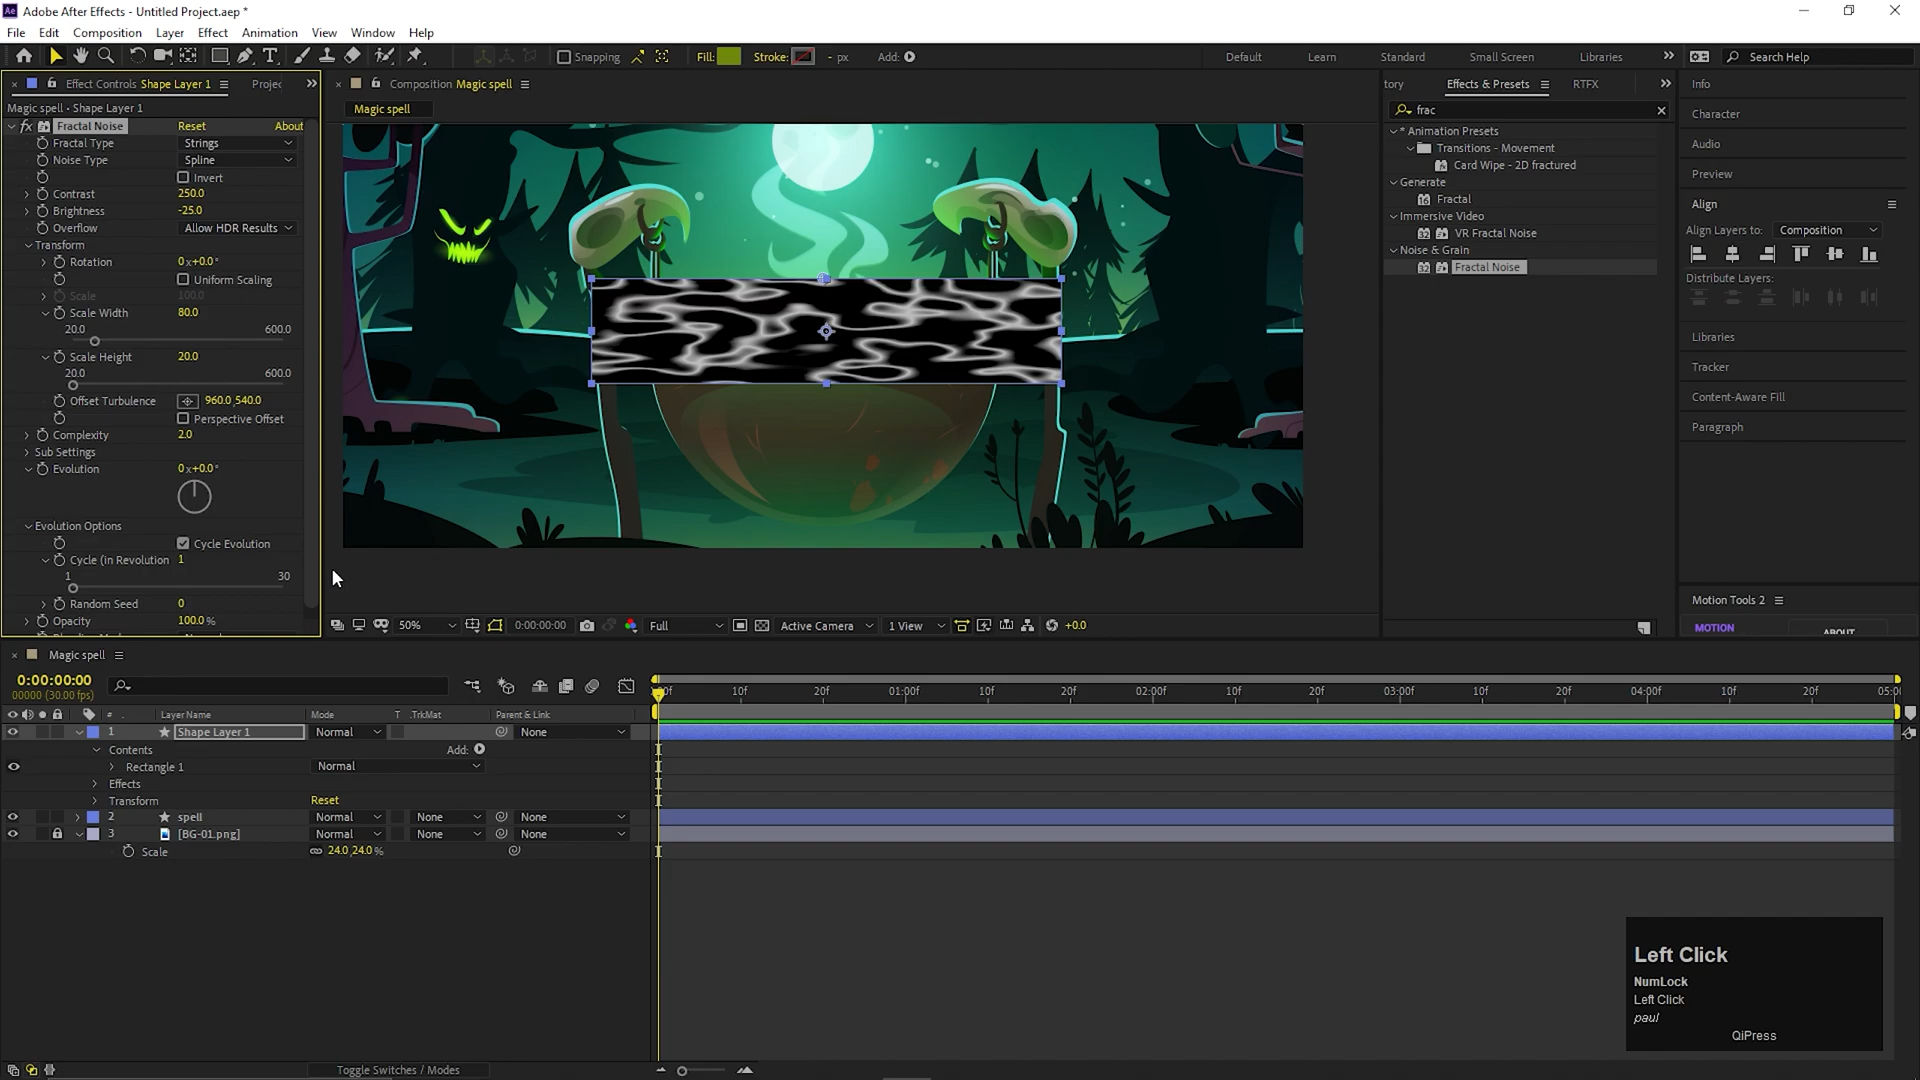 Adobe After Effects - Untitled Project.aep *
File Edit Composition Layer Effect Animation View Window Help
Snapping Fill: Stroke: - px Add: Default Learn Standard Small Screen Libraries Search Help
Effect Controls Shape Layer 1 Projec
Composition Magic spell
tory Effects & Presets RTFX
Info
Magic spell
Magic spell • Shape Layer 1
frac
Character
fx Fractal Noise Reset About
Fractal Type Strings
Noise Type Spline
Invert
Contrast 250.0
Brightness -25.0
Overflow Allow HDR Results
Transform
Rotation 0x+0.0°
Uniform Scaling
Scale 100.0
Scale Width 80.0
20.0 600.0
Scale Height 20.0
20.0 600.0
Offset Turbulence 960.0,540.0
Perspective Offset
Complexity 2.0
Sub Settings
Evolution 0x+0.0°
Evolution Options
Cycle Evolution
Cycle (in Revolution 1
1 30
Random Seed 0
Opacity 100.0%
* Animation Presets
Transitions - Movement
Card Wipe - 2D fractured
Generate
Fractal
Immersive Video
VR Fractal Noise
Noise & Grain
Fractal Noise
Audio
Preview
Align
Align Layers to: Composition
Distribute Layers:
Libraries
Tracker
Content-Aware Fill
Paragraph
Motion Tools 2
MOTION ABOUT
50% 0:00:00:00 Full Active Camera 1 View +0.0
Magic spell
0:00:00:00
00000 (30.00 fps)
10f 20f 01:00f 10f 20f 02:00f 10f 20f 03:00f 10f 20f 04:00f 10f 20f 05:0
# Layer Name Mode T .TrkMat Parent & Link
1 Shape Layer 1 Normal None
Contents Add:
Rectangle 1 Normal
Effects
Transform Reset
2 spell Normal None None
3 [BG-01.png] Normal None None
Scale 24.0,24.0%
Left Click
NumLock
Left Click
paul
QiPress
Toggle Switches / Modes